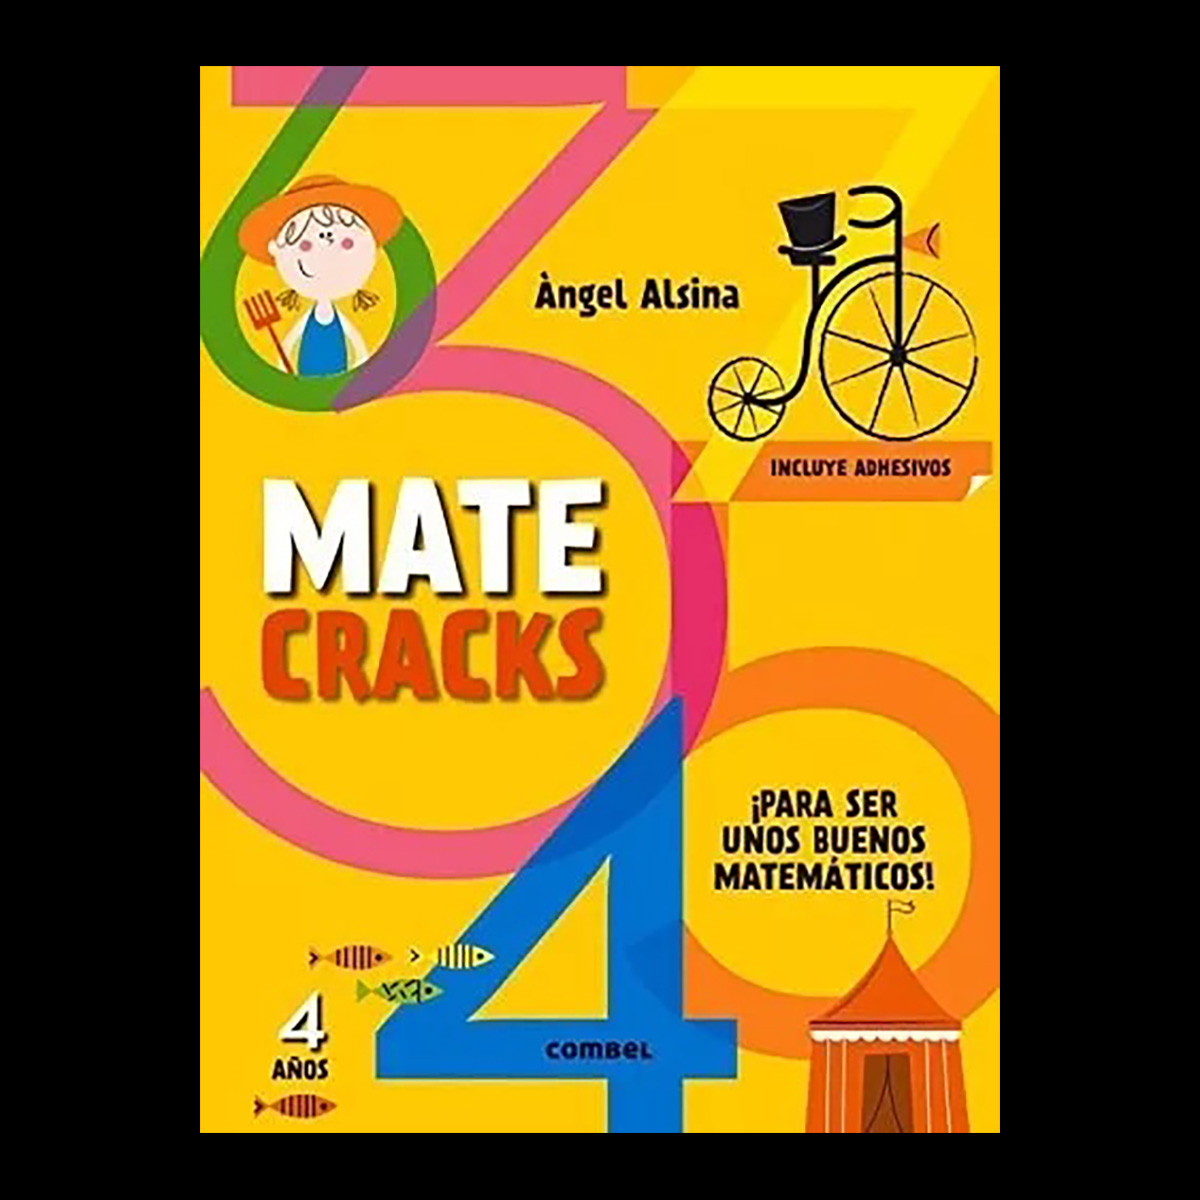 Àngel Alsina
INCLUYE ADHESIVOS
MATE
CRACKS
¡PARA SER
UNOS BUENOS
MATEMÁTICOS!
4
AÑOS
COMBEL